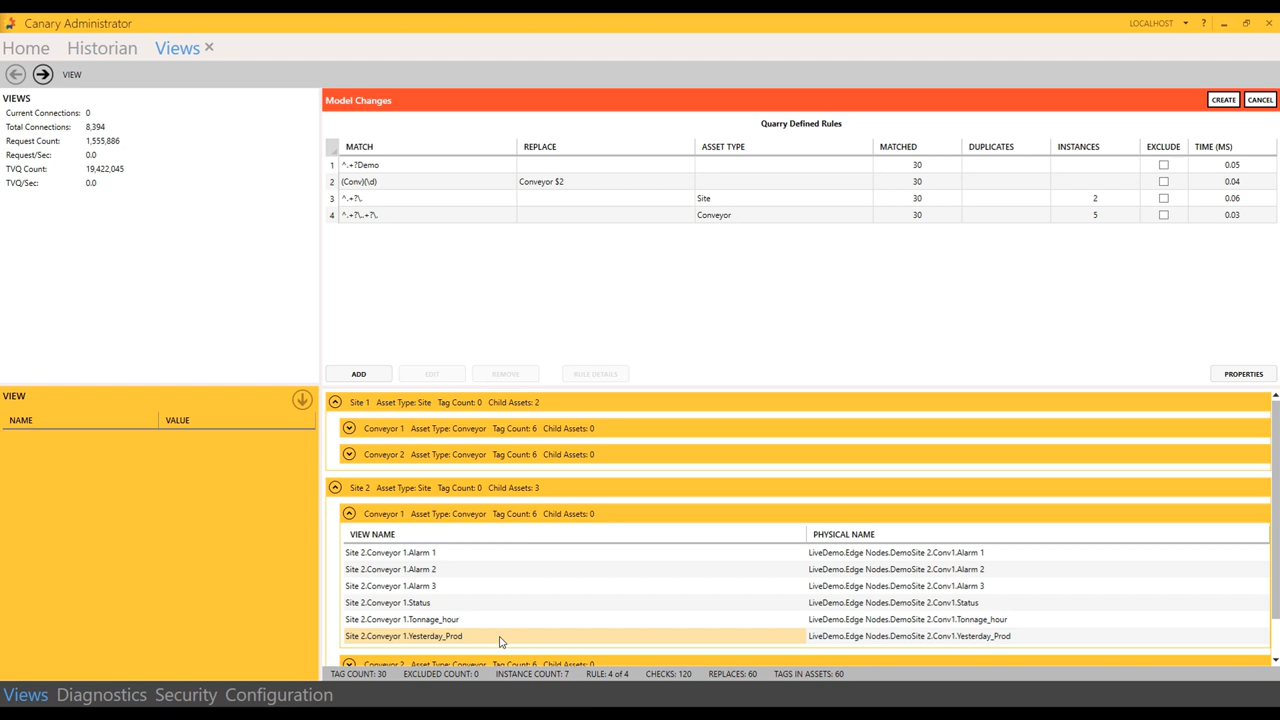 Canary Administrator
LOCALHOST ?
Home Historian Views
VIEW
VIEWS
Current Connections: 0
Total Connections: 8,394
Request Count: 1,555,886
Request/Sec: 0.0
TVQ Count: 19,422,045
TVQ/Sec: 0.0
Model Changes CREATE CANCEL
Quarry Defined Rules
MATCH REPLACE ASSET TYPE MATCHED DUPLICATES INSTANCES EXCLUDE TIME (MS)
1 ^.+?Demo 30 0.05
2 (Conv)(\d) Conveyor $2 30 0.04
3 ^.+?\. Site 30 2 0.06
4 ^.+?\..+?\. Conveyor 30 5 0.03
ADD EDIT REMOVE RULE DETAILS PROPERTIES
VIEW
NAME VALUE
Site 1 Asset Type: Site Tag Count: 0 Child Assets: 2
Conveyor 1 Asset Type: Conveyor Tag Count: 6 Child Assets: 0
Conveyor 2 Asset Type: Conveyor Tag Count: 6 Child Assets: 0
Site 2 Asset Type: Site Tag Count: 0 Child Assets: 3
Conveyor 1 Asset Type: Conveyor Tag Count: 6 Child Assets: 0
VIEW NAME PHYSICAL NAME
Site 2.Conveyor 1.Alarm 1 LiveDemo.Edge Nodes.DemoSite 2.Conv1.Alarm 1
Site 2.Conveyor 1.Alarm 2 LiveDemo.Edge Nodes.DemoSite 2.Conv1.Alarm 2
Site 2.Conveyor 1.Alarm 3 LiveDemo.Edge Nodes.DemoSite 2.Conv1.Alarm 3
Site 2.Conveyor 1.Status LiveDemo.Edge Nodes.DemoSite 2.Conv1.Status
Site 2.Conveyor 1.Tonnage_hour LiveDemo.Edge Nodes.DemoSite 2.Conv1.Tonnage_hour
Site 2.Conveyor 1.Yesterday_Prod LiveDemo.Edge Nodes.DemoSite 2.Conv1.Yesterday_Prod
Conveyor 2 Asset Type: Conveyor Tag Count: 6 Child Assets: 0
TAG COUNT: 30 EXCLUDED COUNT: 0 INSTANCE COUNT: 7 RULE: 4 of 4 CHECKS: 120 REPLACES: 60 TAGS IN ASSETS: 60
Views Diagnostics Security Configuration